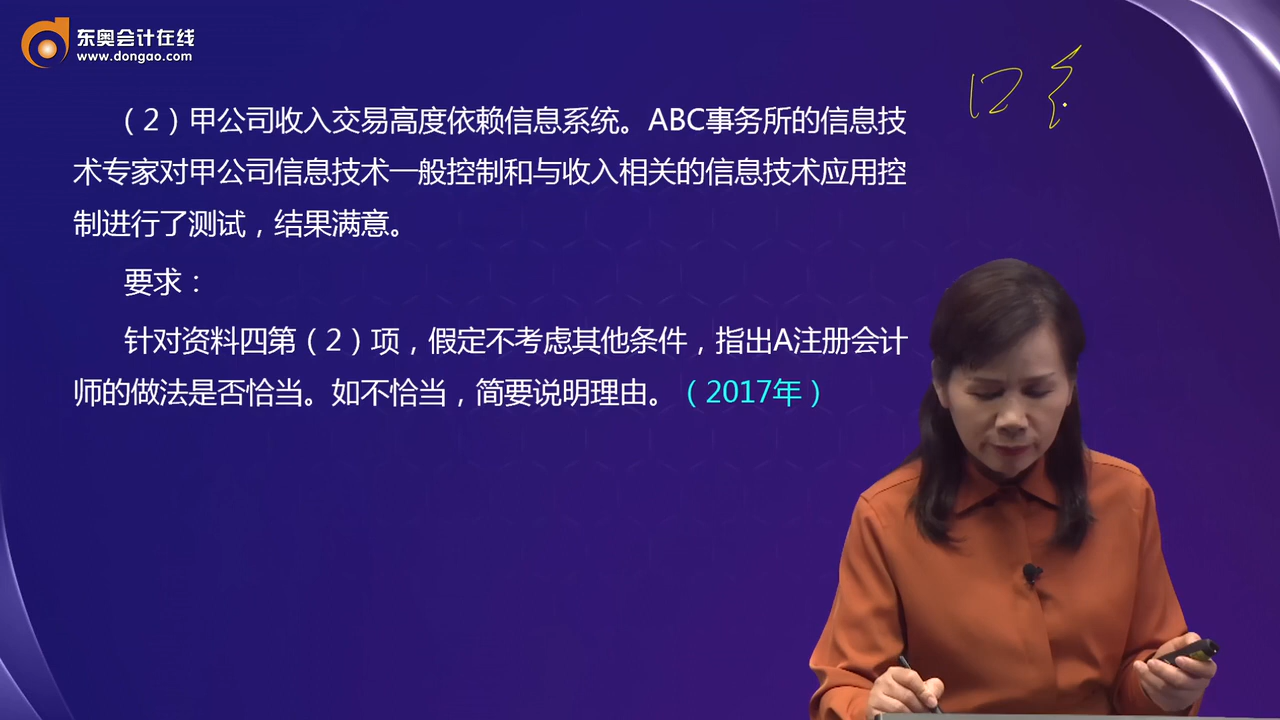 东奥会计在线
www.dongao.com
（2）甲公司收入交易高度依赖信息系统。ABC事务所的信息技
术专家对甲公司信息技术一般控制和与收入相关的信息技术应用控
制进行了测试，结果满意。
要求：
针对资料四第（2）项，假定不考虑其他条件，指出A注册会计
师的做法是否恰当。如不恰当，简要说明理由。（2017年）